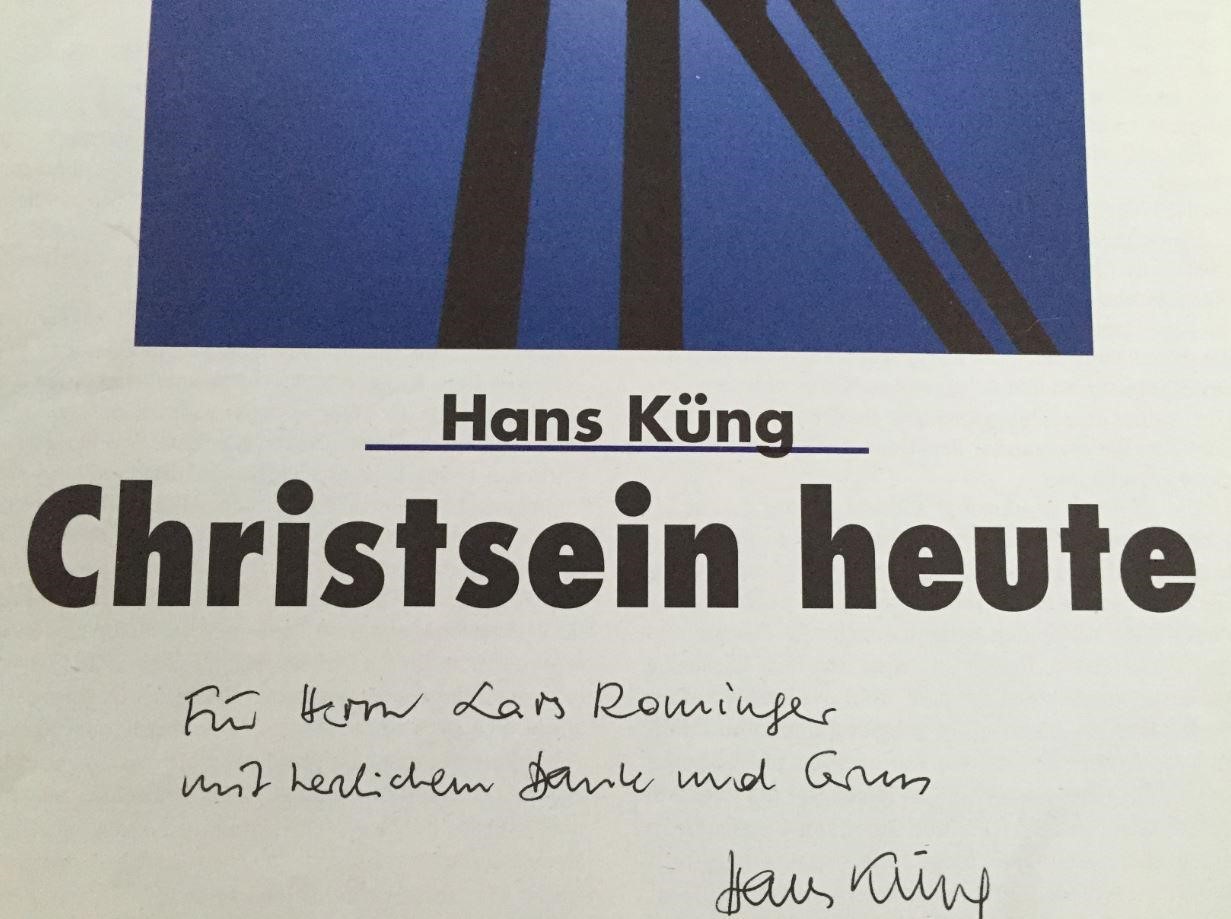 Hans Küng
Christsein heute
Für Herrn Lars Rominger
mit herzlichem Dank und Gruss
Hans Küng